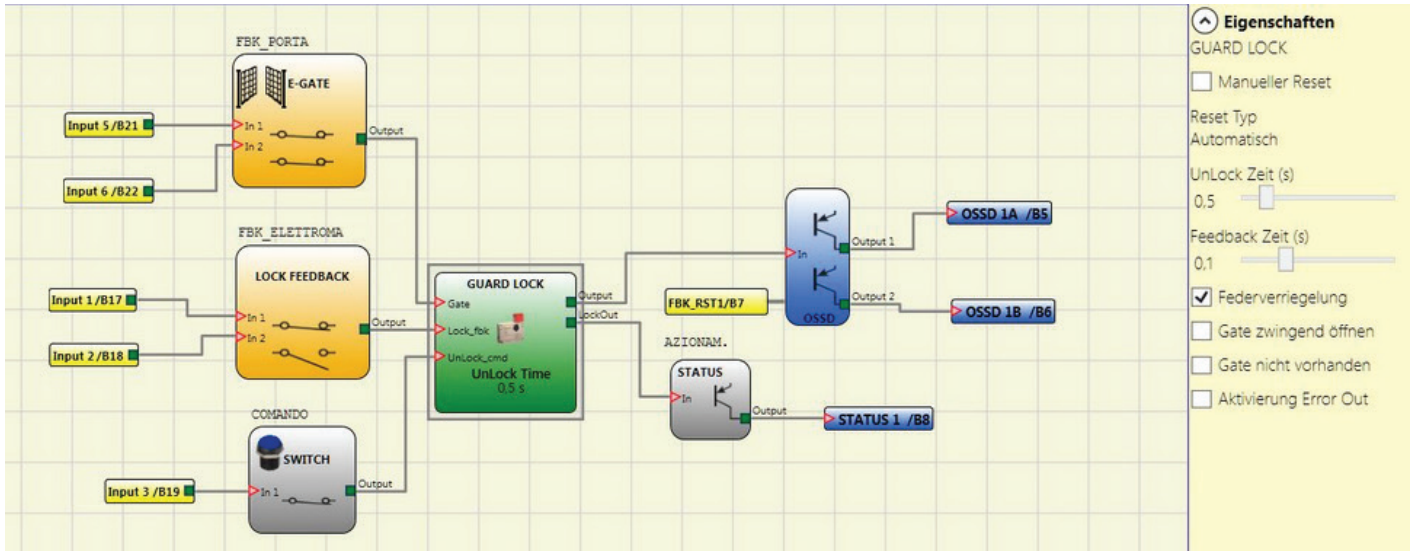 FBK_PORTA
E-GATE
Input 5 /B21
In 1
Output
In 2
Input 6 /B22
FBK_ELETTROMA
LOCK FEEDBACK
Input 1 /B17
In 1
Output
In 2
Input 2 /B18
COMANDO
SWITCH
Output
Input 3 /B19
In 1
GUARD LOCK
Gate
Output
LockOut
Lock_fbk
UnLock_cmd
UnLock Time
0,5 s
FBK_RST1/B7
In
Output 1
Output 2
OSSD
OSSD 1A /B5
OSSD 1B /B6
AZIONAM.
STATUS
In
Output
STATUS 1 /B8
Eigenschaften
GUARD LOCK
Manueller Reset
Reset Typ
Automatisch
UnLock Zeit (s)
0,5
Feedback Zeit (s)
0,1
Federverriegelung
Gate zwingend öffnen
Gate nicht vorhanden
Aktivierung Error Out